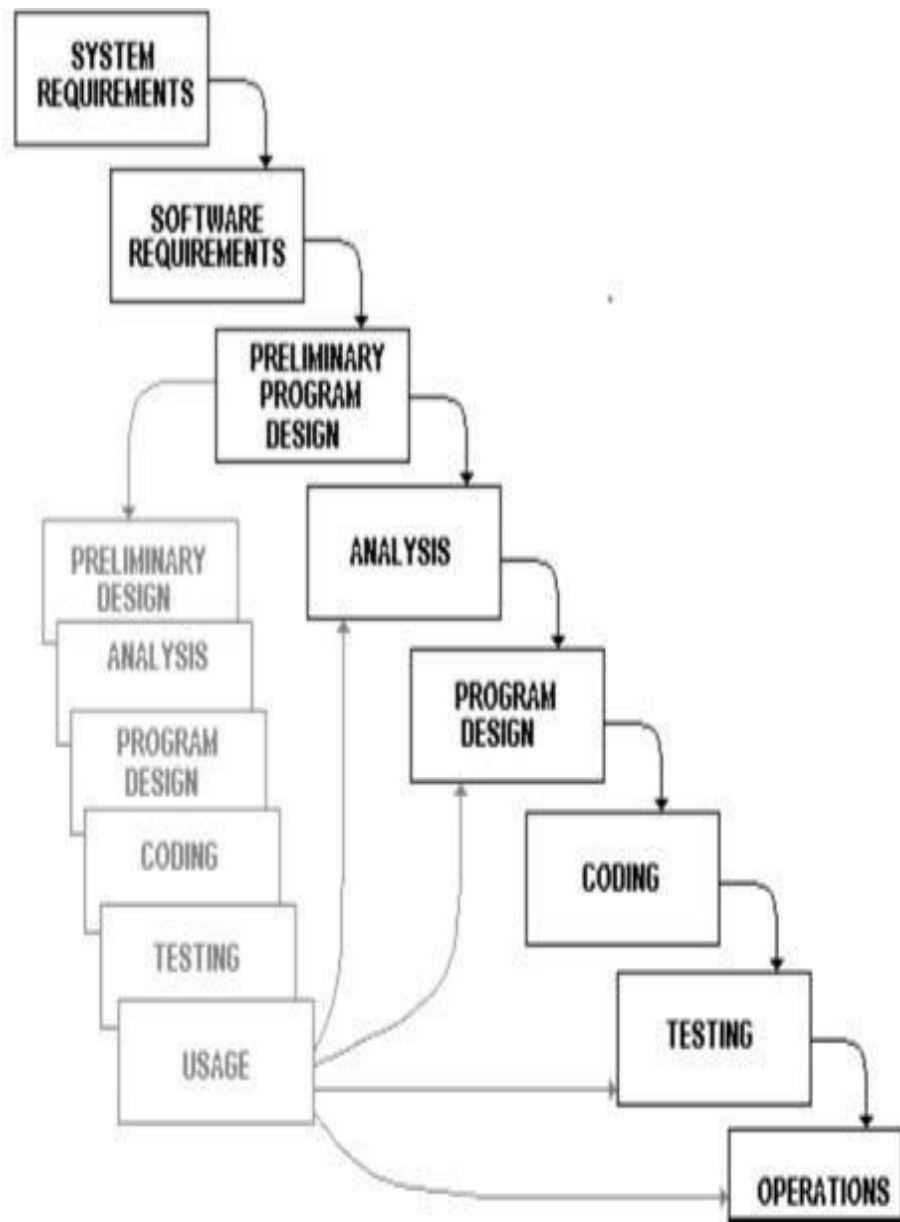 SYSTEM
REQUIREMENTS
SOFTWARE
REQUIREMENTS
PRELIMINARY
PROGRAM
DESIGN
ANALYSIS
PROGRAM
DESIGN
CODING
TESTING
OPERATIONS
PRELIMINARY
DESIGN
ANALYSIS
PROGRAM
DESIGN
CODING
TESTING
USAGE